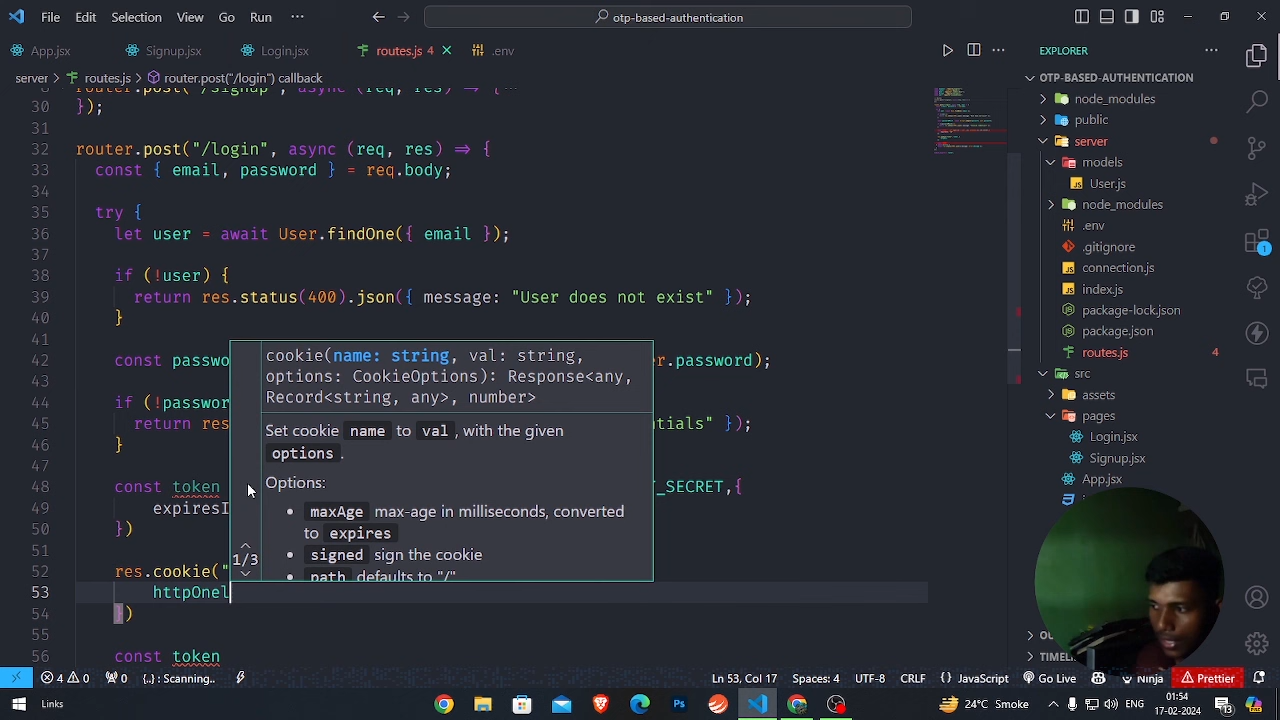 File Edit Selection View Go Run ··· otp-based-authentication
App.jsx Signup.jsx Login.jsx routes.js 4 .env
server > routes.js > router.post("/login") callback
30 });
31
32 router.post("/login", async (req, res) => {
33 const { email, password } = req.body;
34
35 try {
36 let user = await User.findOne({ email });
37
38 if (!user) {
39 return res.status(400).json({ message: "User does not exist" });
40 }
41
42 const passwo r.password);
43
44 if (!passwor
45 return res tials" });
46 }
47
48 const token _SECRET,{
49 expiresI
50 })
51
52 res.cookie("
53 httpOnel
54 })
55
56 const token
cookie(name: string, val: string,
options: CookieOptions): Response<any,
Record<string, any>, number>
Set cookie name to val, with the given
options.
Options:
maxAge max-age in milliseconds, converted
to expires
signed sign the cookie
path defaults to "/"
1/3
EXPLORER
OTP-BASED-AUTHENTICATION
node_modules
public
server
models
User.js
node_modules
.env
.gitignore
connection.js
index.js
package-lock.json
package.json
routes.js 4
src
assets
pages
Login.jsx
Signup.jsx
App.jsx
OU
TIMELI
1
4 0 0 {..}: Scanning.. Ln 53, Col 17 Spaces: 4 UTF-8 CRLF {} JavaScript Go Live Ninja Prettier
Links 24°C Smoke 01:54
17-02-2024